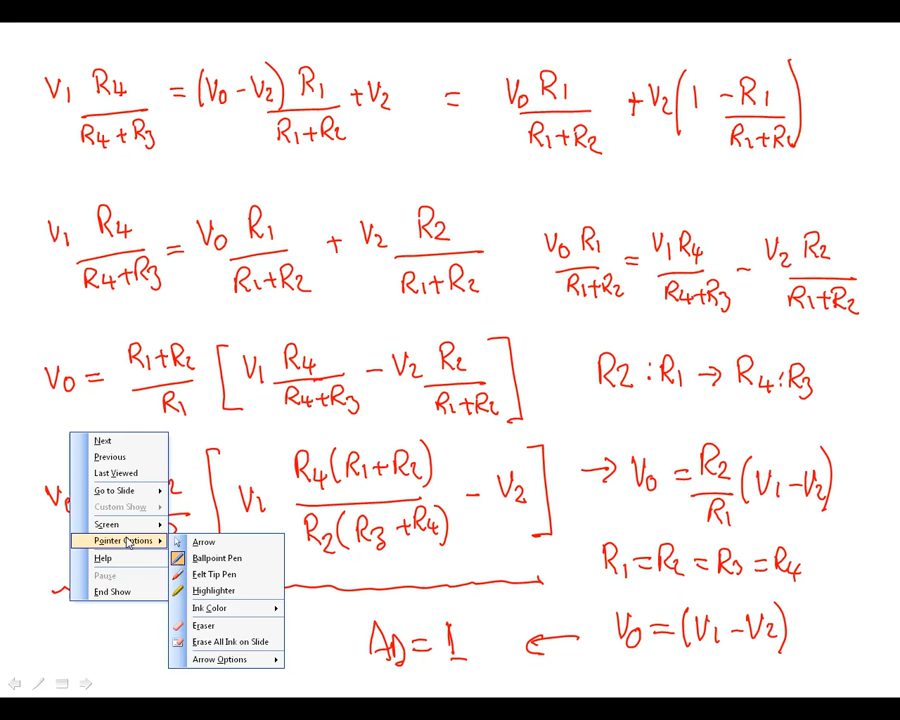 V1 R4/(R4+R3) = (V0-V2) R1/(R1+R2) + V2 = V0 R1/(R1+R2) + V2(1 - R1/(R1+R2))
V1 R4/(R4+R3) = V0 R1/(R1+R2) + V2 R2/(R1+R2)
V0 R1/(R1+R2) = V1 R4/(R4+R3) - V2 R2/(R1+R2)
V0 = (R1+R2)/R1 [V1 R4/(R4+R3) - V2 R2/(R1+R2)]
R2:R1 → R4:R3
[V1 R4(R1+R2)/(R2(R3+R4)) - V2]
→ V0 = R2/R1 (V1-V2)
R1=R2=R3=R4
AD = 1 ← V0 = (V1-V2)
Next
Previous
Last Viewed
Go to Slide
Custom Show
Screen
Pointer Options
Help
Pause
End Show
Arrow
Ballpoint Pen
Felt Tip Pen
Highlighter
Ink Color
Eraser
Erase All Ink on Slide
Arrow Options